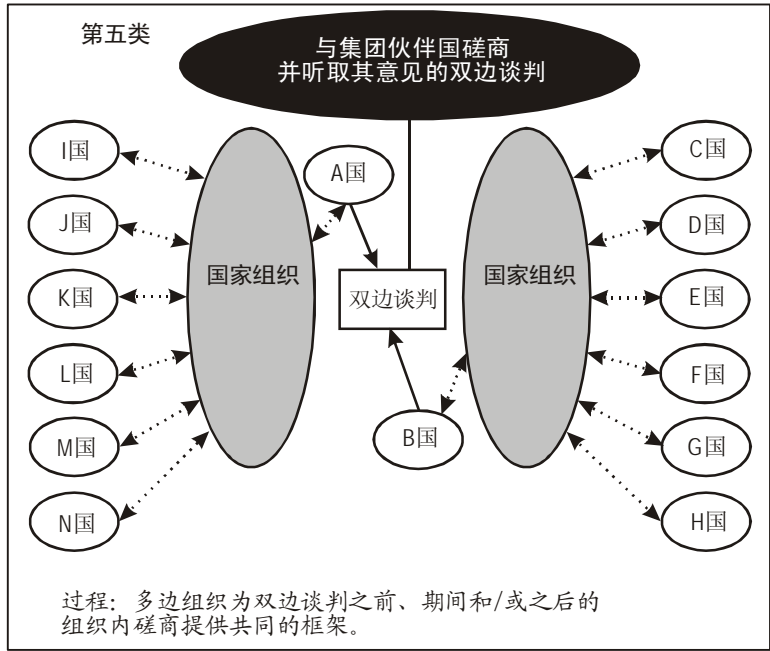 第五类
与集团伙伴国磋商
并听取其意见的双边谈判
I国
J国
K国
L国
M国
N国
国家组织
A国
双边谈判
B国
国家组织
C国
D国
E国
F国
G国
H国
过程：多边组织为双边谈判之前、期间和/或之后的
组织内磋商提供共同的框架。